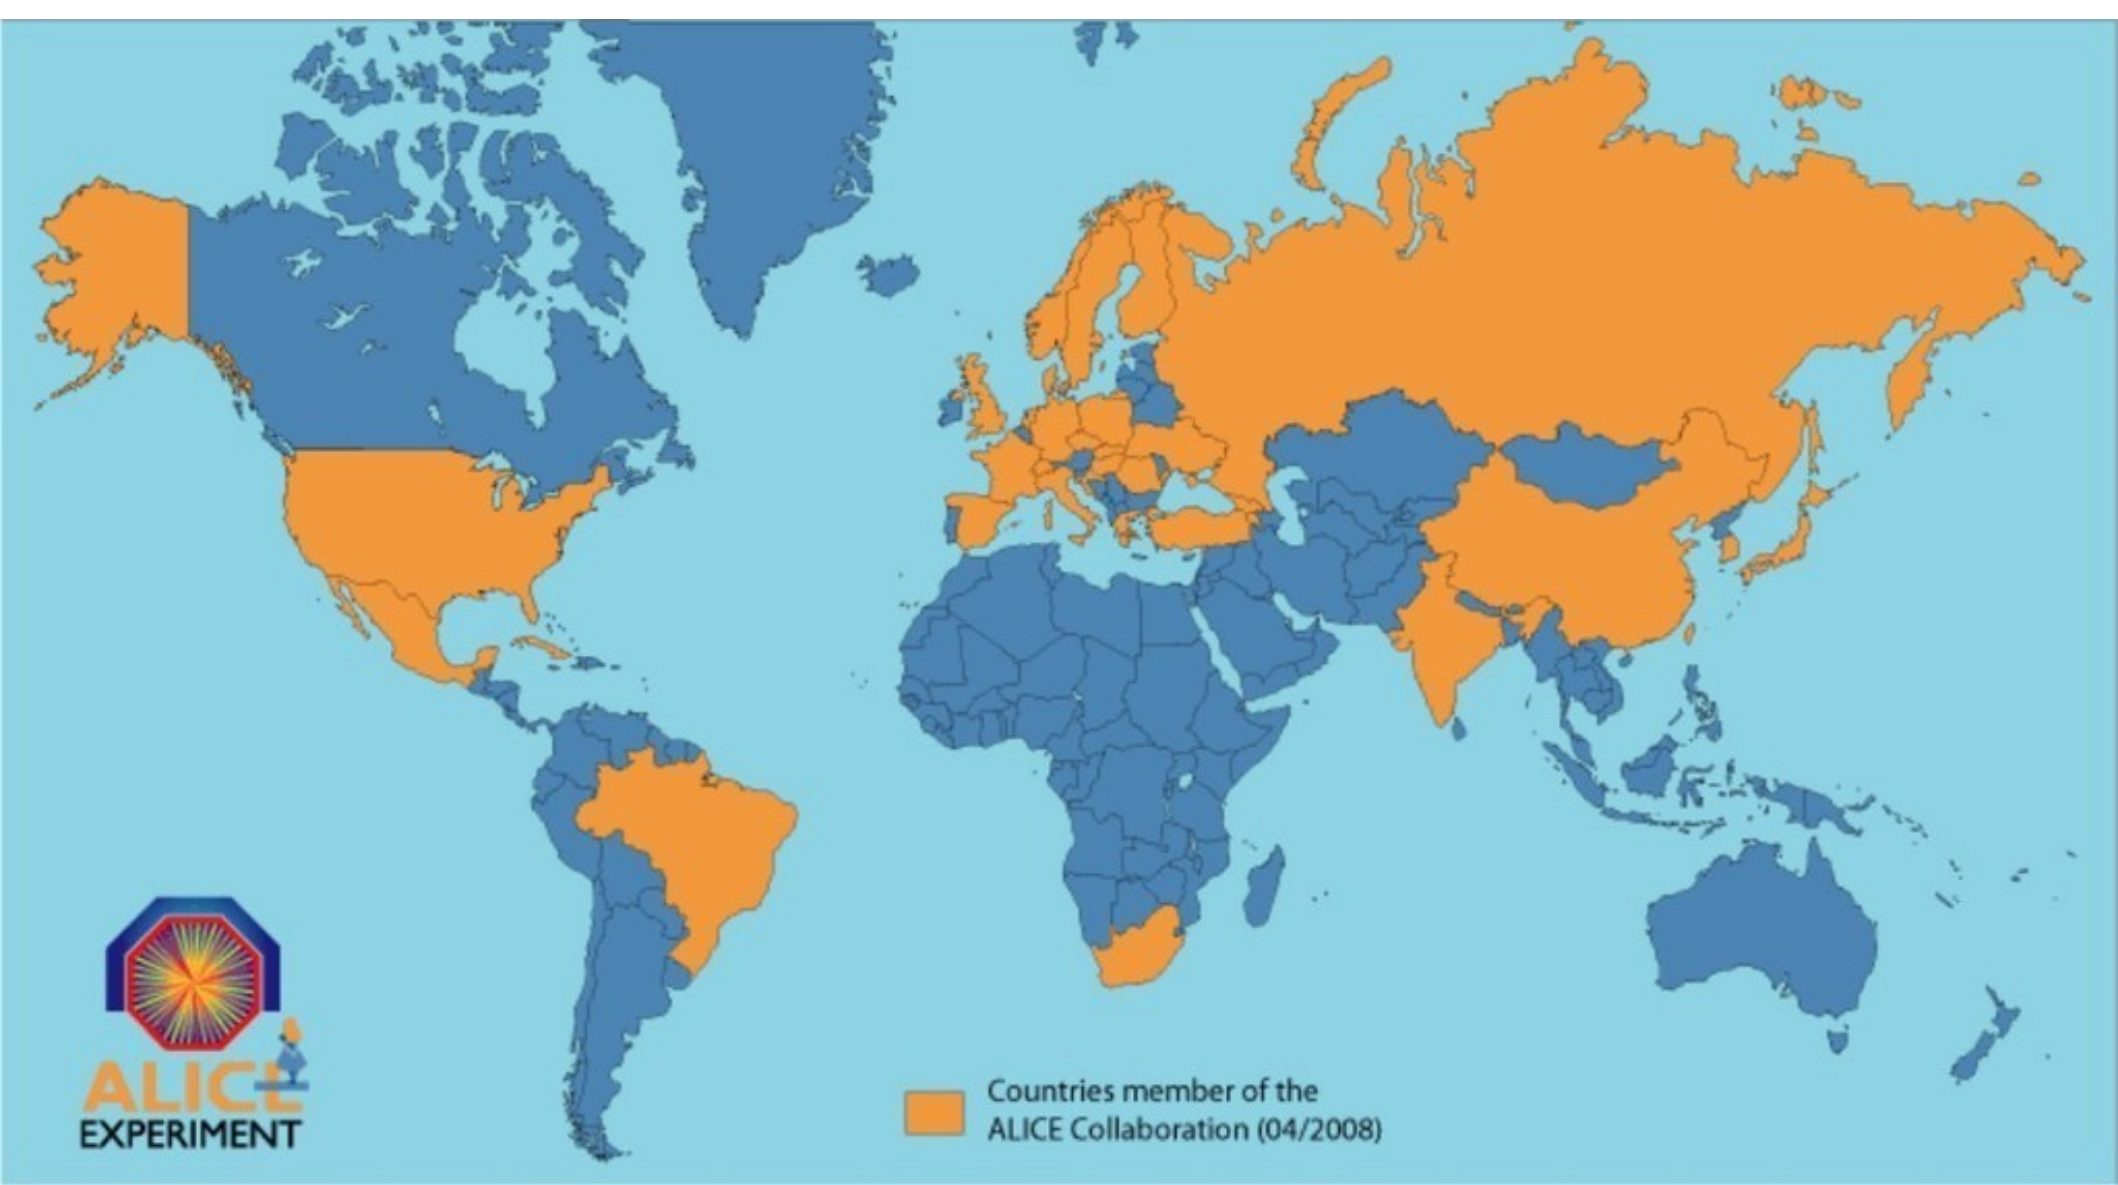 ALICE
EXPERIMENT
Countries member of the
ALICE Collaboration (04/2008)